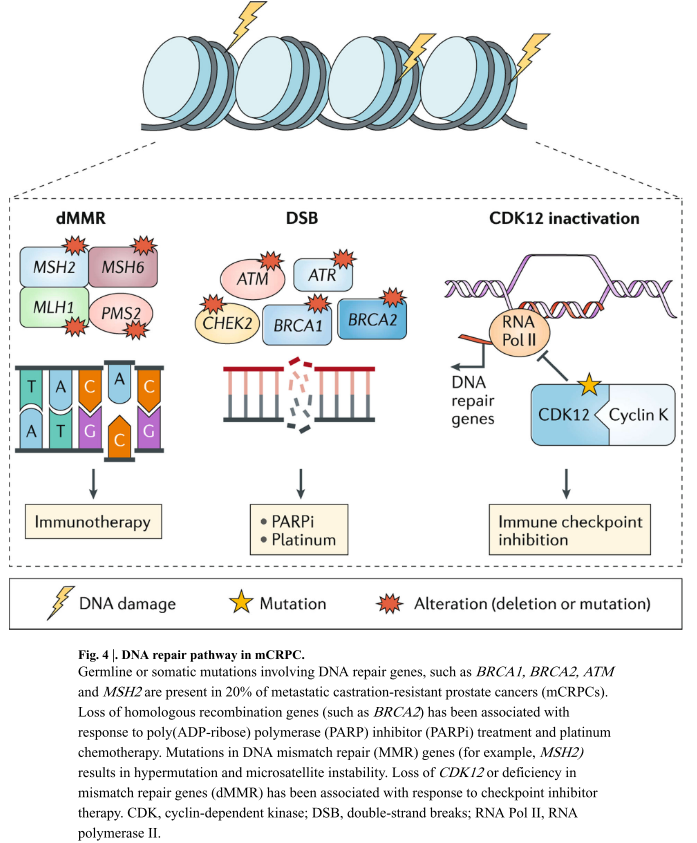 dMMR
DSB
CDK12 inactivation
MSH2
MSH6
MLH1
PMS2
ATM
ATR
CHEK2
BRCA1
BRCA2
RNA
Pol II
DNA
repair
genes
CDK12
Cyclin K
T
A
C
A
C
A
T
G
C
G
Immunotherapy
• PARPi
• Platinum
Immune checkpoint
inhibition
DNA damage
Mutation
Alteration (deletion or mutation)
Fig. 4 |. DNA repair pathway in mCRPC.
Germline or somatic mutations involving DNA repair genes, such as BRCA1, BRCA2, ATM
and MSH2 are present in 20% of metastatic castration-resistant prostate cancers (mCRPCs).
Loss of homologous recombination genes (such as BRCA2) has been associated with
response to poly(ADP-ribose) polymerase (PARP) inhibitor (PARPi) treatment and platinum
chemotherapy. Mutations in DNA mismatch repair (MMR) genes (for example, MSH2)
results in hypermutation and microsatellite instability. Loss of CDK12 or deficiency in
mismatch repair genes (dMMR) has been associated with response to checkpoint inhibitor
therapy. CDK, cyclin-dependent kinase; DSB, double-strand breaks; RNA Pol II, RNA
polymerase II.